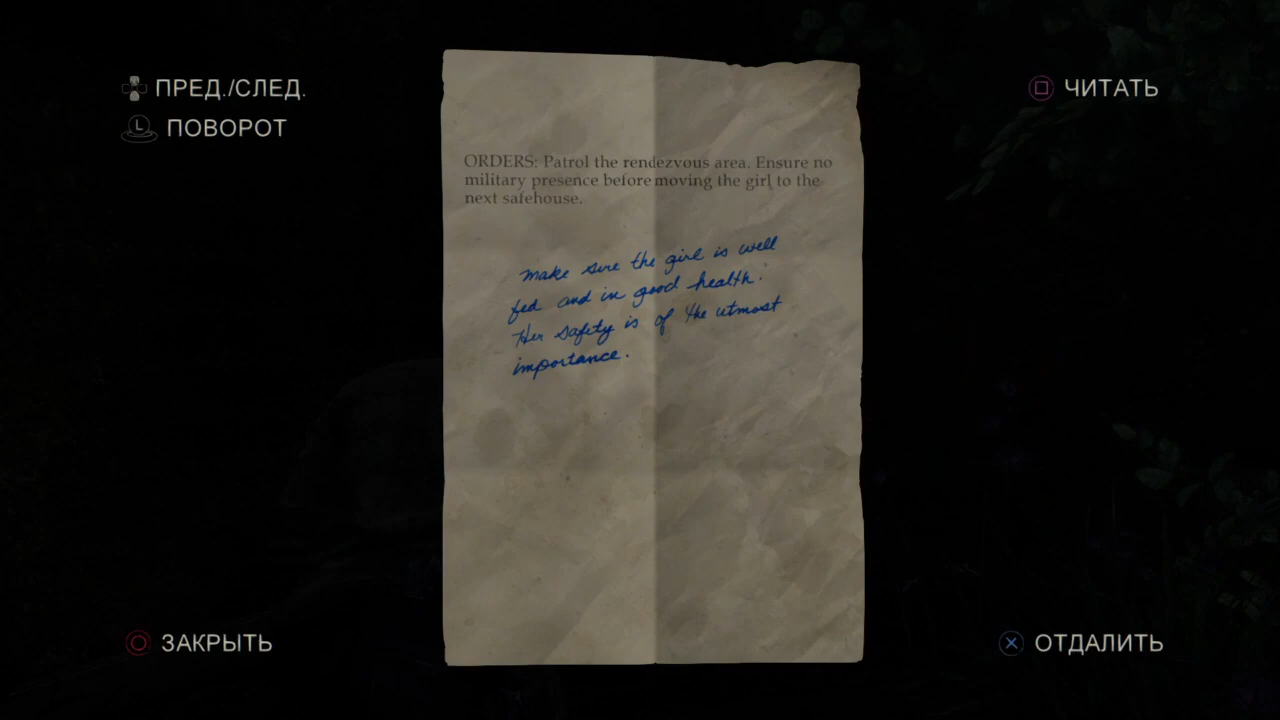 ПРЕД./СЛЕД.
ПОВОРОТ
ЧИТАТЬ
ORDERS: Patrol the rendezvous area. Ensure no
military presence before moving the girl to the
next safehouse.
make sure the girl is well
fed and in good health.
Her safety is of the utmost
importance.
ЗАКРЫТЬ
ОТДАЛИТЬ